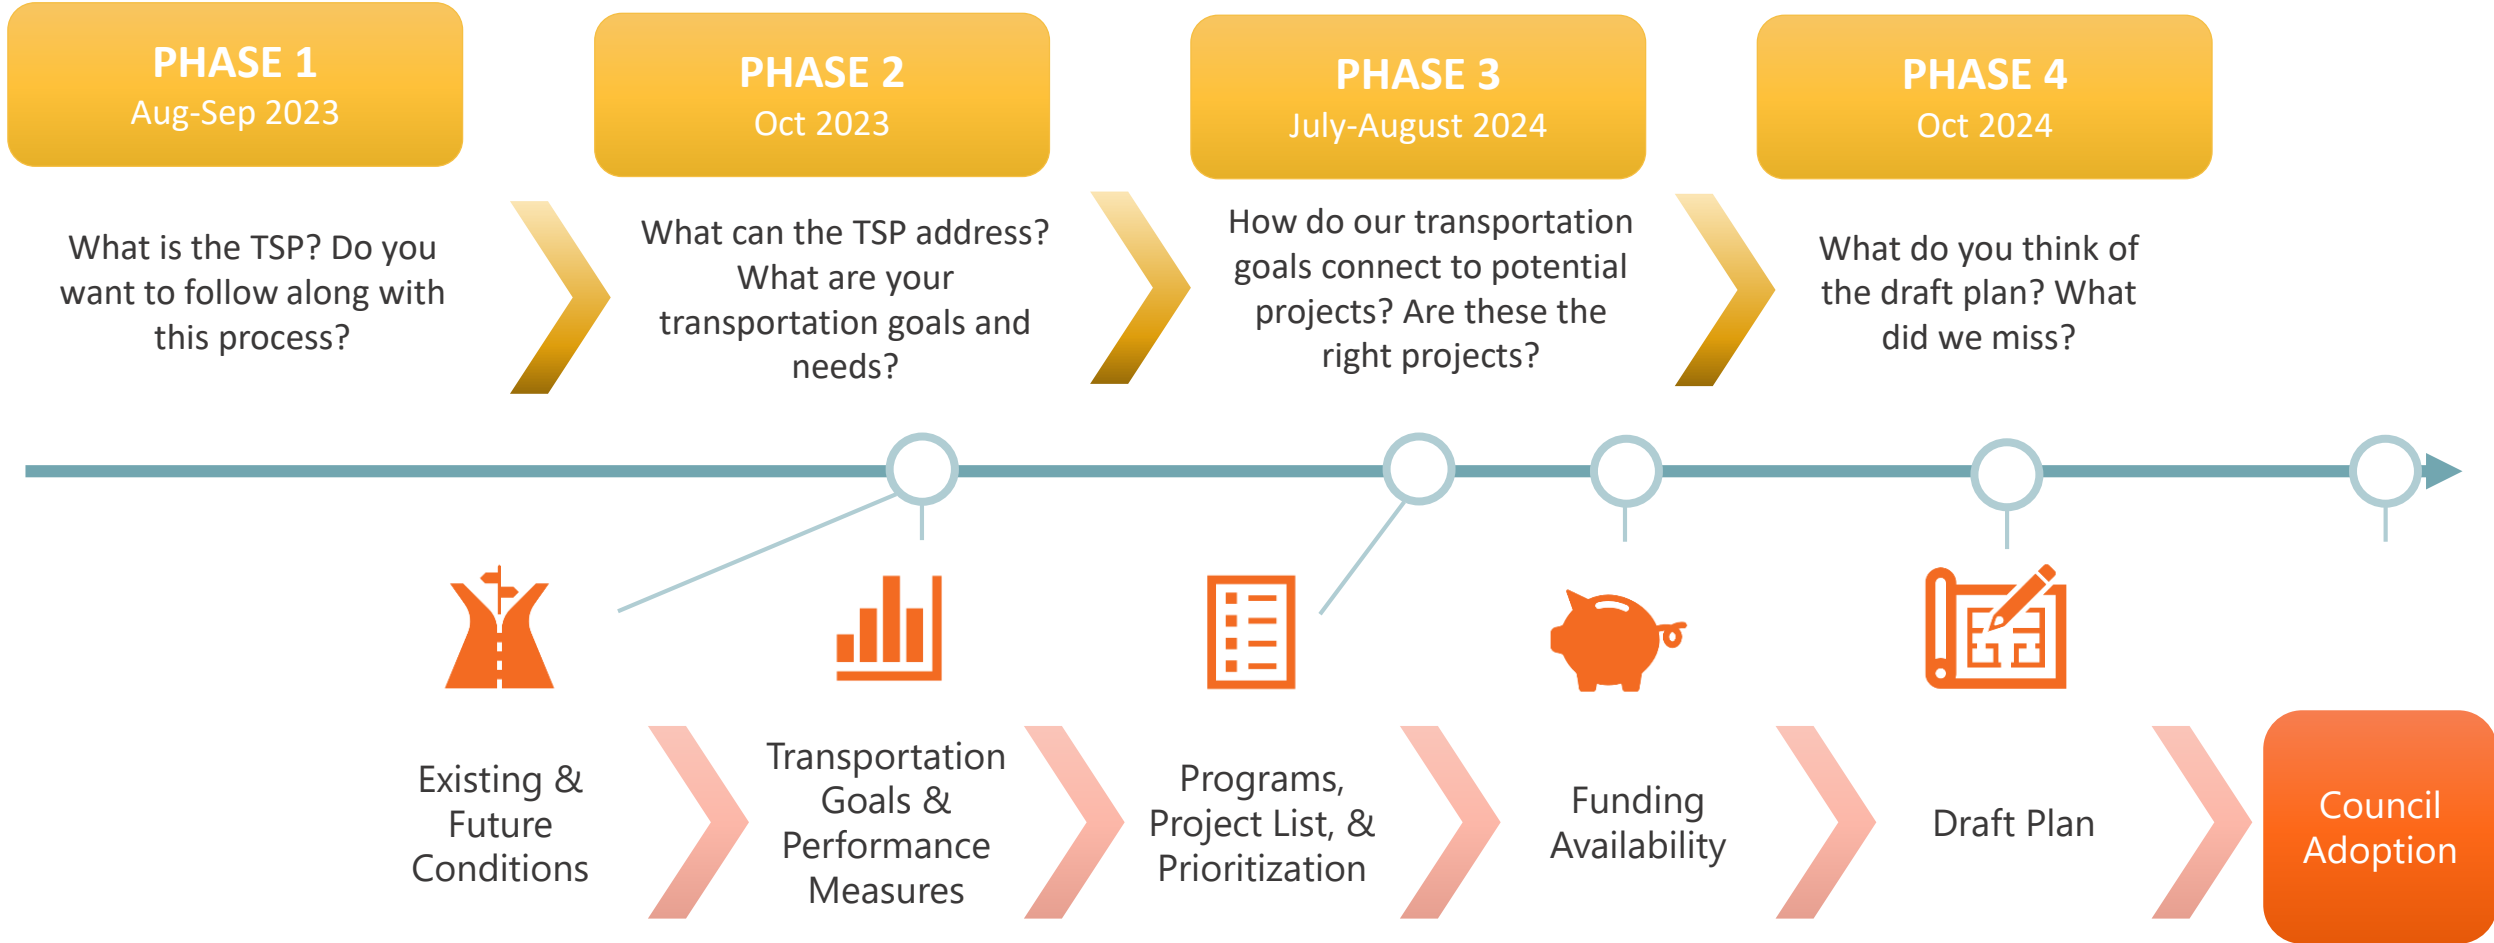 PHASE 1
Aug-Sep 2023
PHASE 2
Oct 2023
PHASE 3
July-August 2024
PHASE 4
Oct 2024
What is the TSP? Do you
want to follow along with
this process?
What can the TSP address?
What are your
transportation goals and
needs?
How do our transportation
goals connect to potential
projects? Are these the
right projects?
What do you think of
the draft plan? What
did we miss?
Existing &
Future
Conditions
Transportation
Goals &
Performance
Measures
Programs,
Project List, &
Prioritization
Funding
Availability
Draft Plan
Council
Adoption